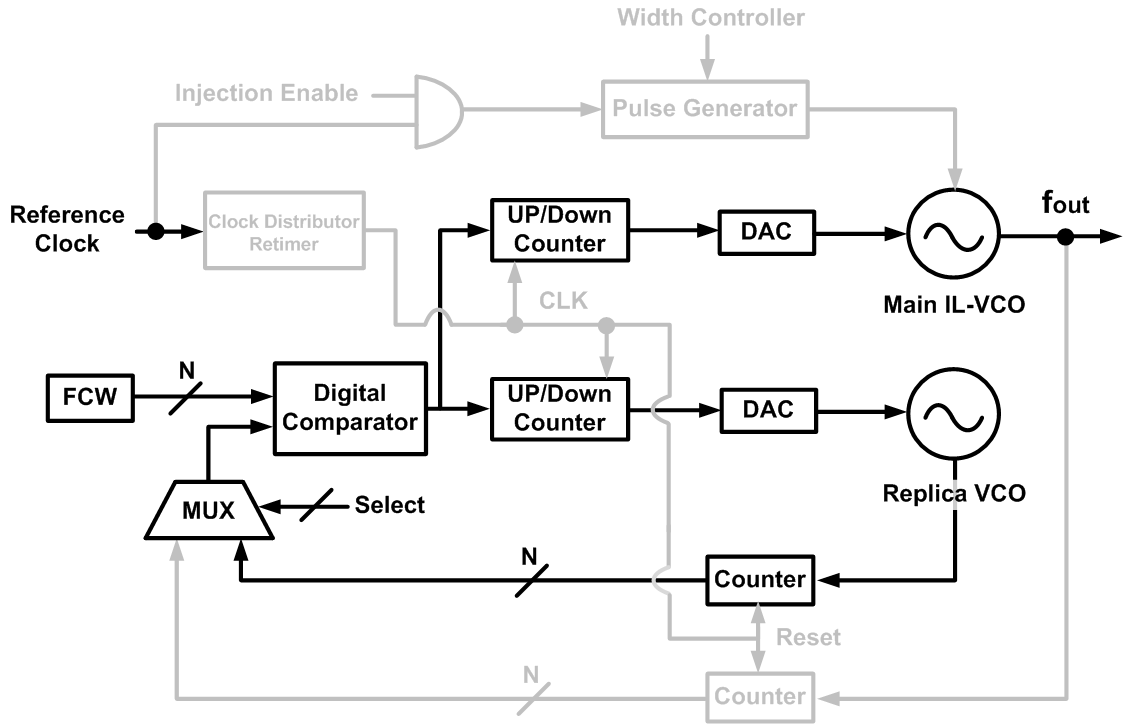 Width Controller
Injection Enable
Pulse Generator
Reference
Clock
Clock Distributor
Retimer
UP/Down
Counter
DAC
fout
Main IL-VCO
CLK
FCW
N
Digital
Comparator
UP/Down
Counter
DAC
Replica VCO
MUX
Select
N
Counter
Reset
N
Counter